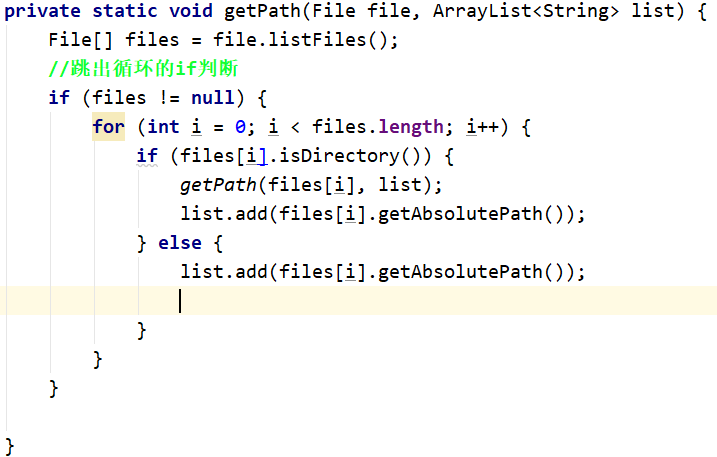 private static void getPath(File file, ArrayList<String> list) {
    File[] files = file.listFiles();
    //跳出循环的if判断
    if (files != null) {
        for (int i = 0; i < files.length; i++) {
            if (files[i].isDirectory()) {
                getPath(files[i], list);
                list.add(files[i].getAbsolutePath());
            } else {
                list.add(files[i].getAbsolutePath());
            }
        }
    }
}